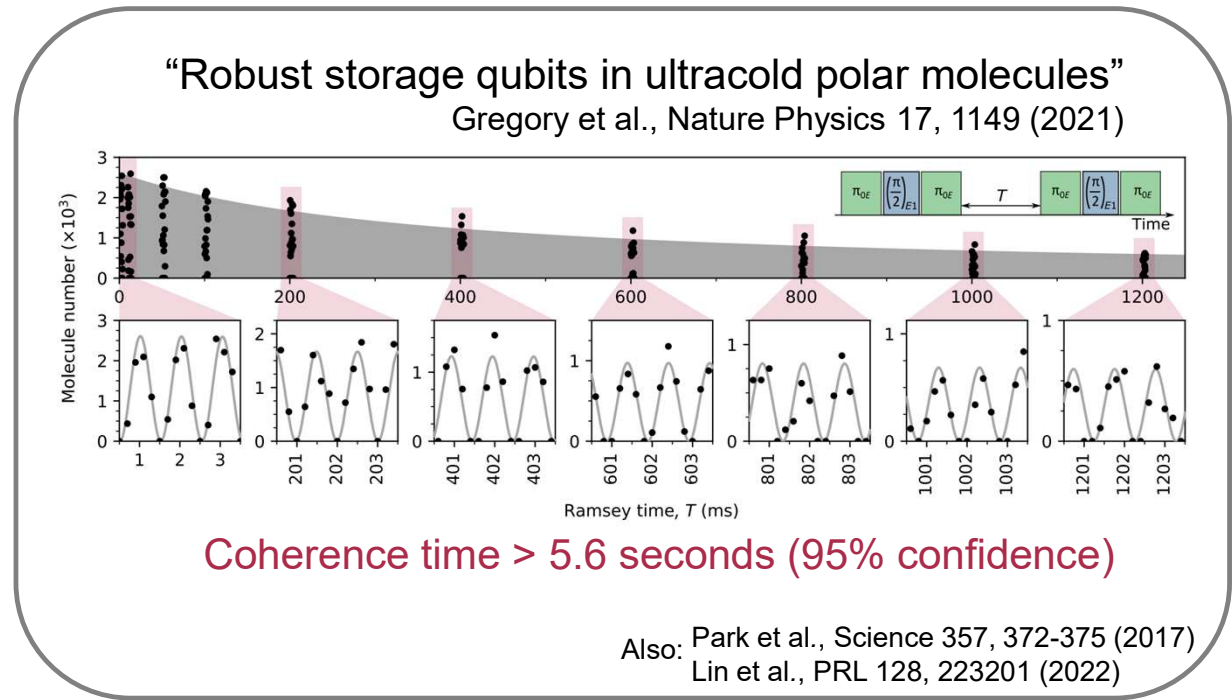 “Robust storage qubits in ultracold polar molecules”
Gregory et al., Nature Physics 17, 1149 (2021)
Molecule number (×10³)
3
2
1
0
π₀E (π/2)E1 π₀E T π₀E (π/2)E1 π₀E
Time
0 200 400 600 800 1000 1200
3 2 1 0
2 1 0
1 0
1 0
1 0
1 0
1 0
1 2 3
201 202 203
401 402 403
601 602 603
801 802 803
1001 1002 1003
1201 1202 1203
Ramsey time, T (ms)
Coherence time > 5.6 seconds (95% confidence)
Also: Park et al., Science 357, 372-375 (2017)
Lin et al., PRL 128, 223201 (2022)